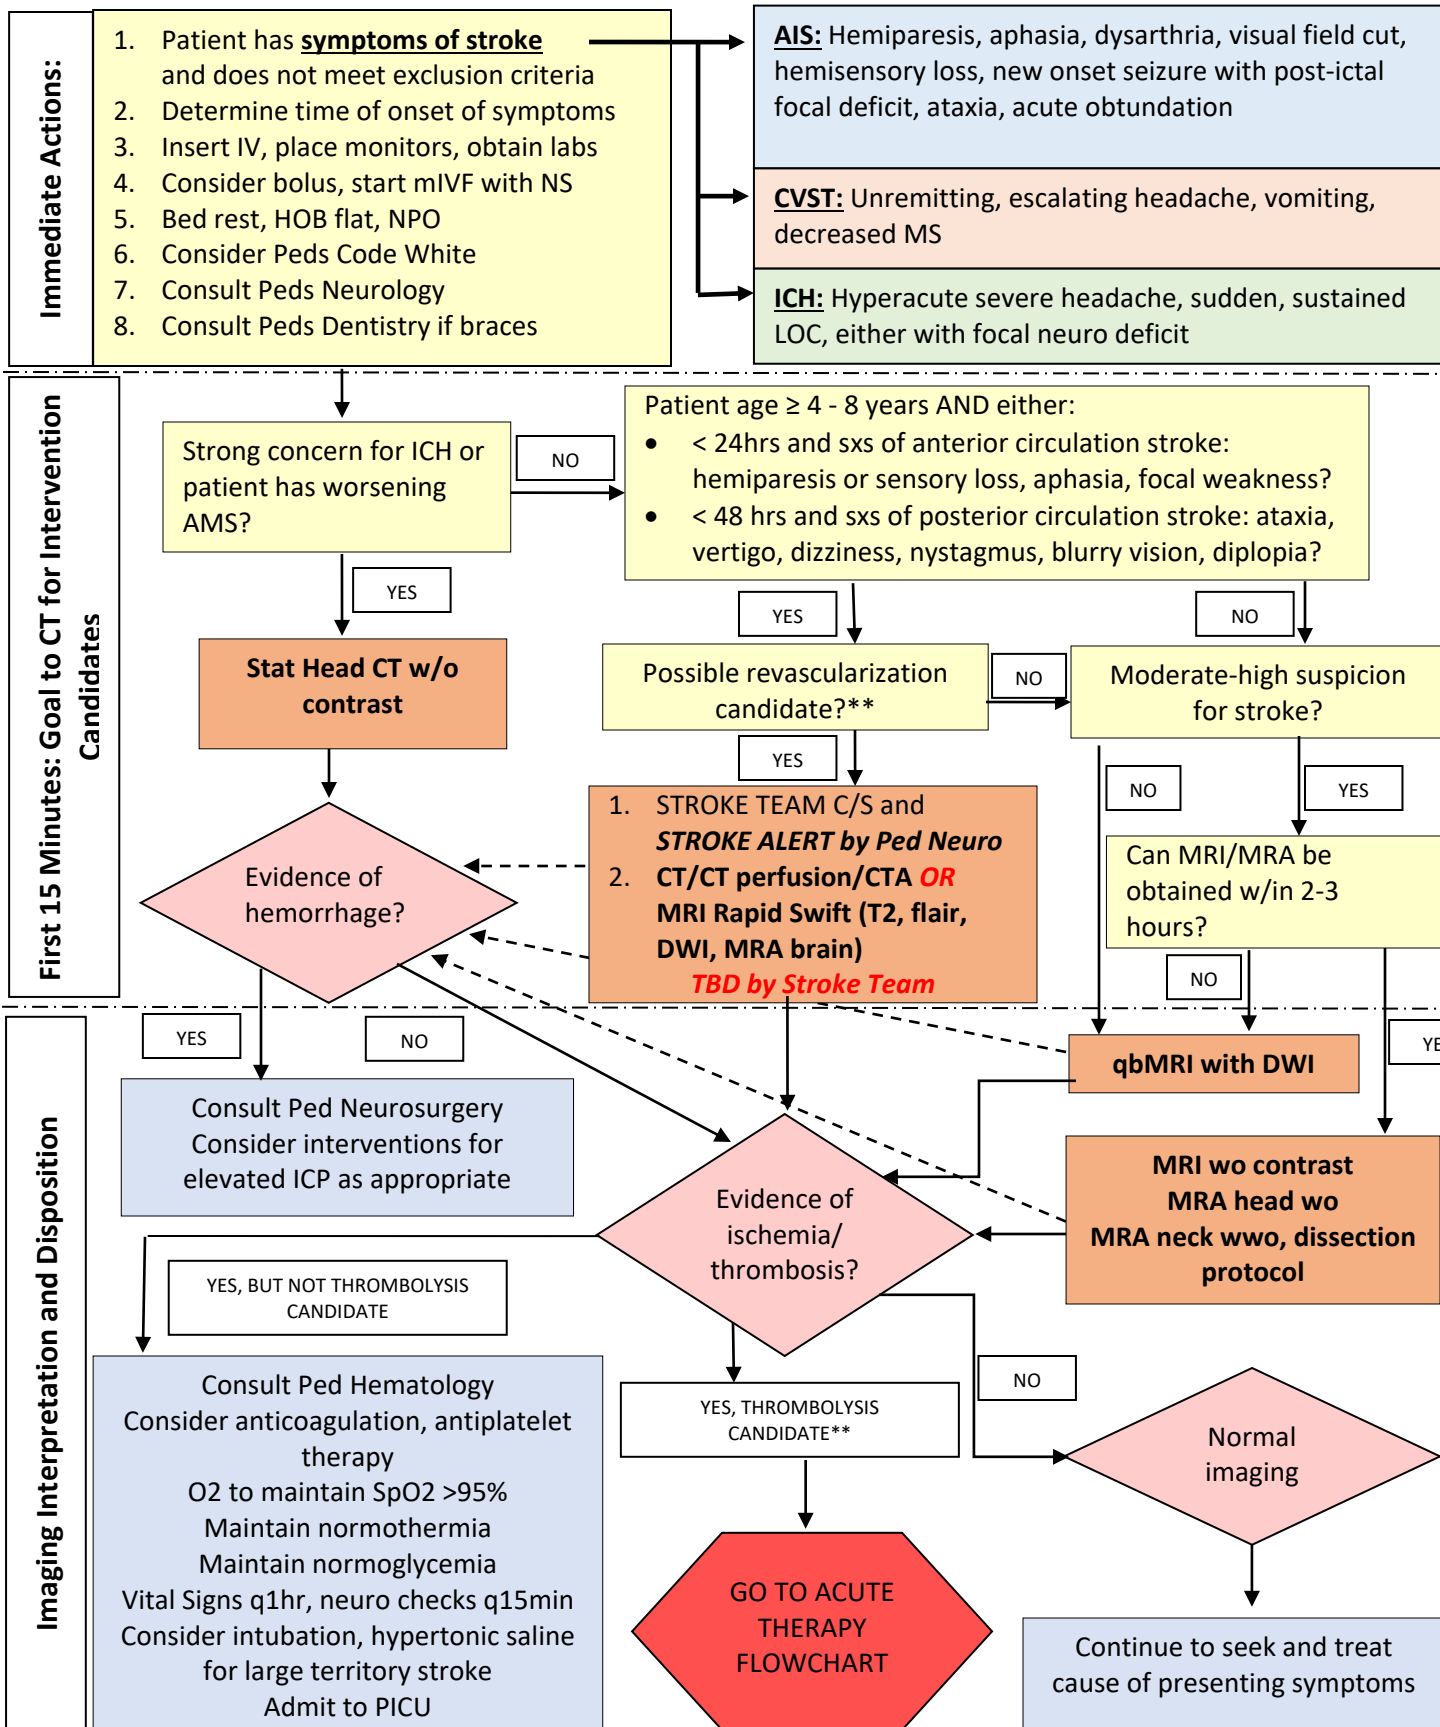 Immediate Actions:
1. Patient has symptoms of stroke
and does not meet exclusion criteria
2. Determine time of onset of symptoms
3. Insert IV, place monitors, obtain labs
4. Consider bolus, start mIVF with NS
5. Bed rest, HOB flat, NPO
6. Consider Peds Code White
7. Consult Peds Neurology
8. Consult Peds Dentistry if braces
AIS: Hemiparesis, aphasia, dysarthria, visual field cut,
hemisensory loss, new onset seizure with post-ictal
focal deficit, ataxia, acute obtundation
CVST: Unremitting, escalating headache, vomiting,
decreased MS
ICH: Hyperacute severe headache, sudden, sustained
LOC, either with focal neuro deficit
First 15 Minutes: Goal to CT for Intervention
Candidates
Strong concern for ICH or
patient has worsening
AMS?
NO
Patient age ≥ 4 - 8 years AND either:
• < 24hrs and sxs of anterior circulation stroke:
hemiparesis or sensory loss, aphasia, focal weakness?
• < 48 hrs and sxs of posterior circulation stroke: ataxia,
vertigo, dizziness, nystagmus, blurry vision, diplopia?
YES
YES
NO
Stat Head CT w/o
contrast
Possible revascularization
candidate?**
NO
Moderate-high suspicion
for stroke?
YES
NO
YES
Evidence of
hemorrhage?
1. STROKE TEAM C/S and
STROKE ALERT by Ped Neuro
2. CT/CT perfusion/CTA OR
MRI Rapid Swift (T2, flair,
DWI, MRA brain)
TBD by Stroke Team
Can MRI/MRA be
obtained w/in 2-3
hours?
NO
Imaging Interpretation and Disposition
YES
NO
YE
qbMRI with DWI
Consult Ped Neurosurgery
Consider interventions for
elevated ICP as appropriate
MRI wo contrast
MRA head wo
MRA neck wwo, dissection
protocol
Evidence of
ischemia/
thrombosis?
YES, BUT NOT THROMBOLYSIS
CANDIDATE
YES, THROMBOLYSIS
CANDIDATE**
NO
Consult Ped Hematology
Consider anticoagulation, antiplatelet
therapy
O2 to maintain SpO2 >95%
Maintain normothermia
Maintain normoglycemia
Vital Signs q1hr, neuro checks q15min
Consider intubation, hypertonic saline
for large territory stroke
Admit to PICU
GO TO ACUTE
THERAPY
FLOWCHART
Normal
imaging
Continue to seek and treat
cause of presenting symptoms